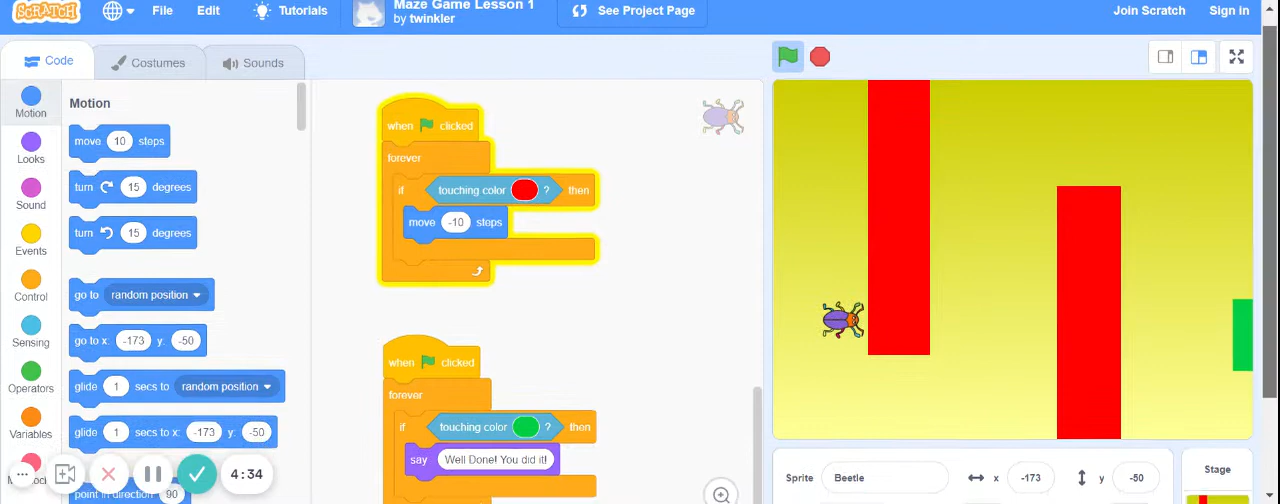 SCRATCH
File
Edit
Tutorials
Maze Game Lesson 1
by twinkler
See Project Page
Join Scratch
Sign in
Code
Costumes
Sounds
Motion
Looks
Sound
Events
Control
Sensing
Operators
Variables
Motion
move 10 steps
turn 15 degrees
turn 15 degrees
go to random position
go to x: -173 y: -50
glide 1 secs to random position
glide 1 secs to x: -173 y: -50
point in direction 90
4:34
when clicked
forever
if touching color ? then
move -10 steps
when clicked
forever
if touching color ? then
say Well Done! You did it!
Sprite Beetle x -173 y -50
Stage